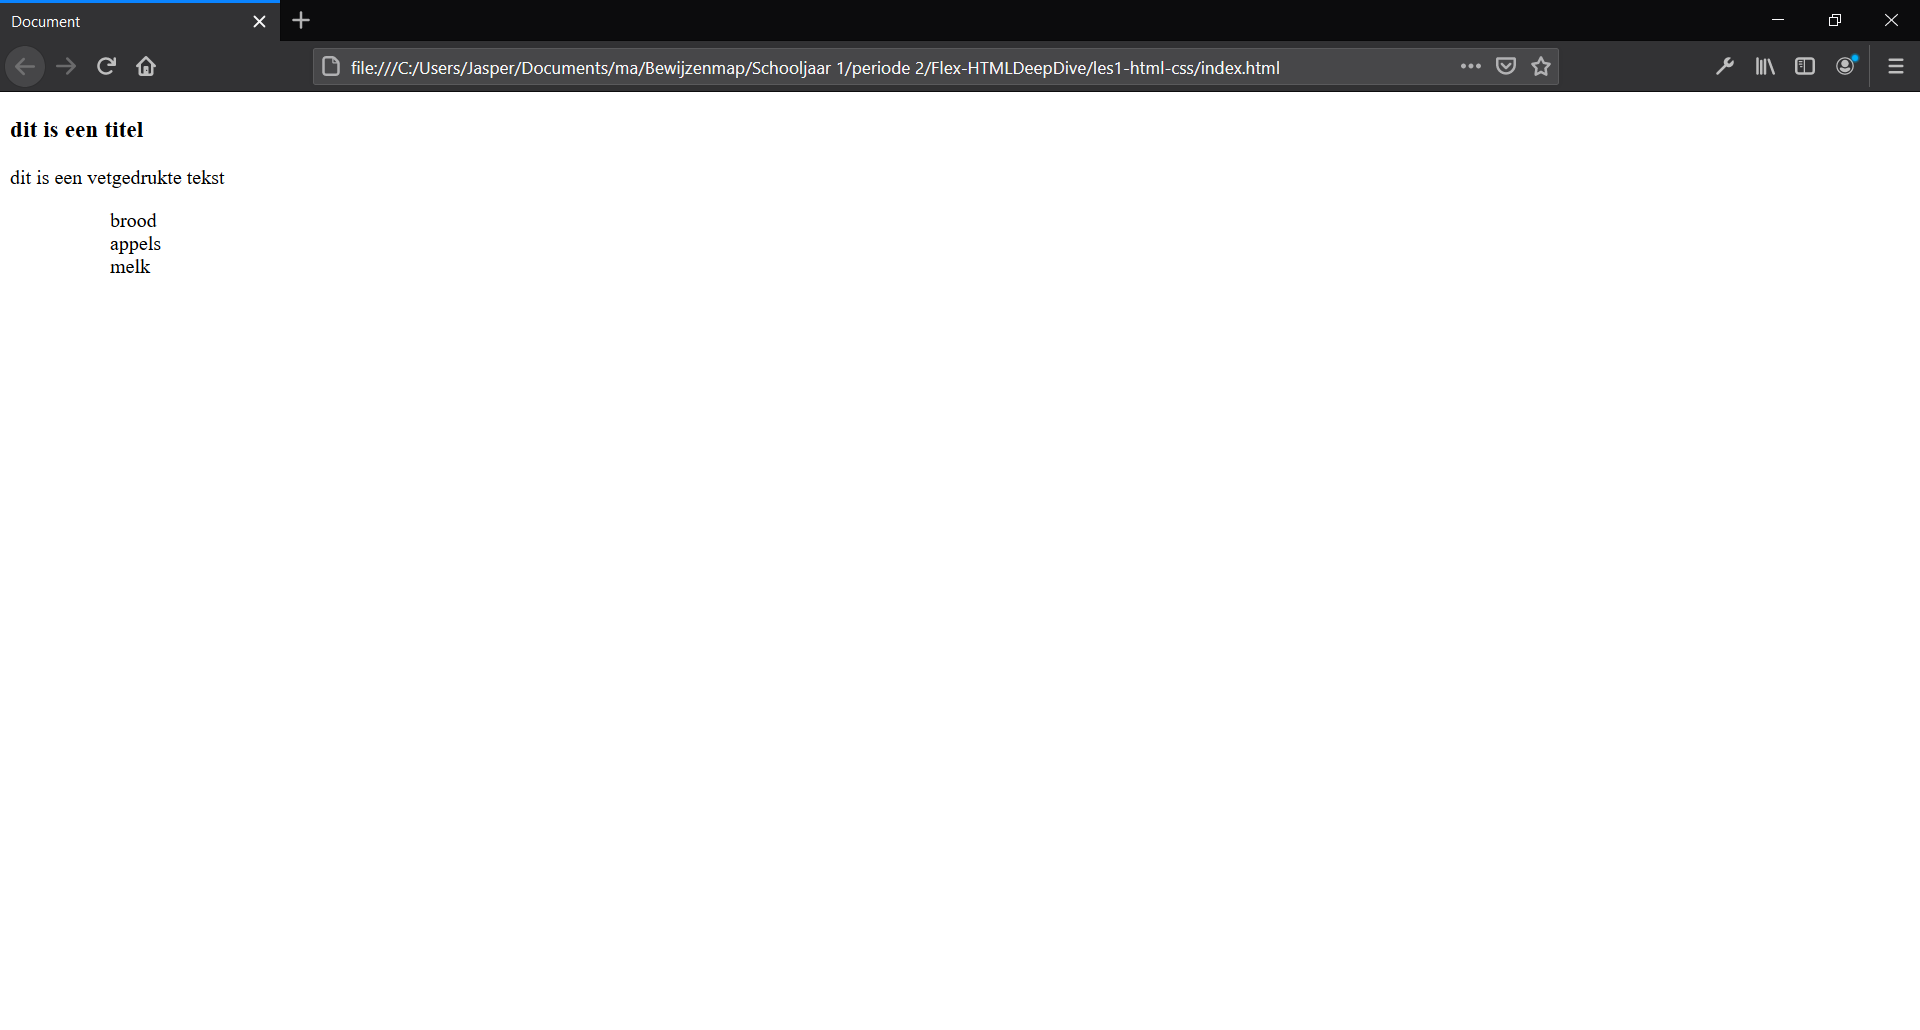 Document
file:///C:/Users/Jasper/Documents/ma/Bewijzenmap/Schooljaar 1/periode 2/Flex-HTMLDeepDive/les1-html-css/index.html
dit is een titel
dit is een vetgedrukte tekst
brood
appels
melk